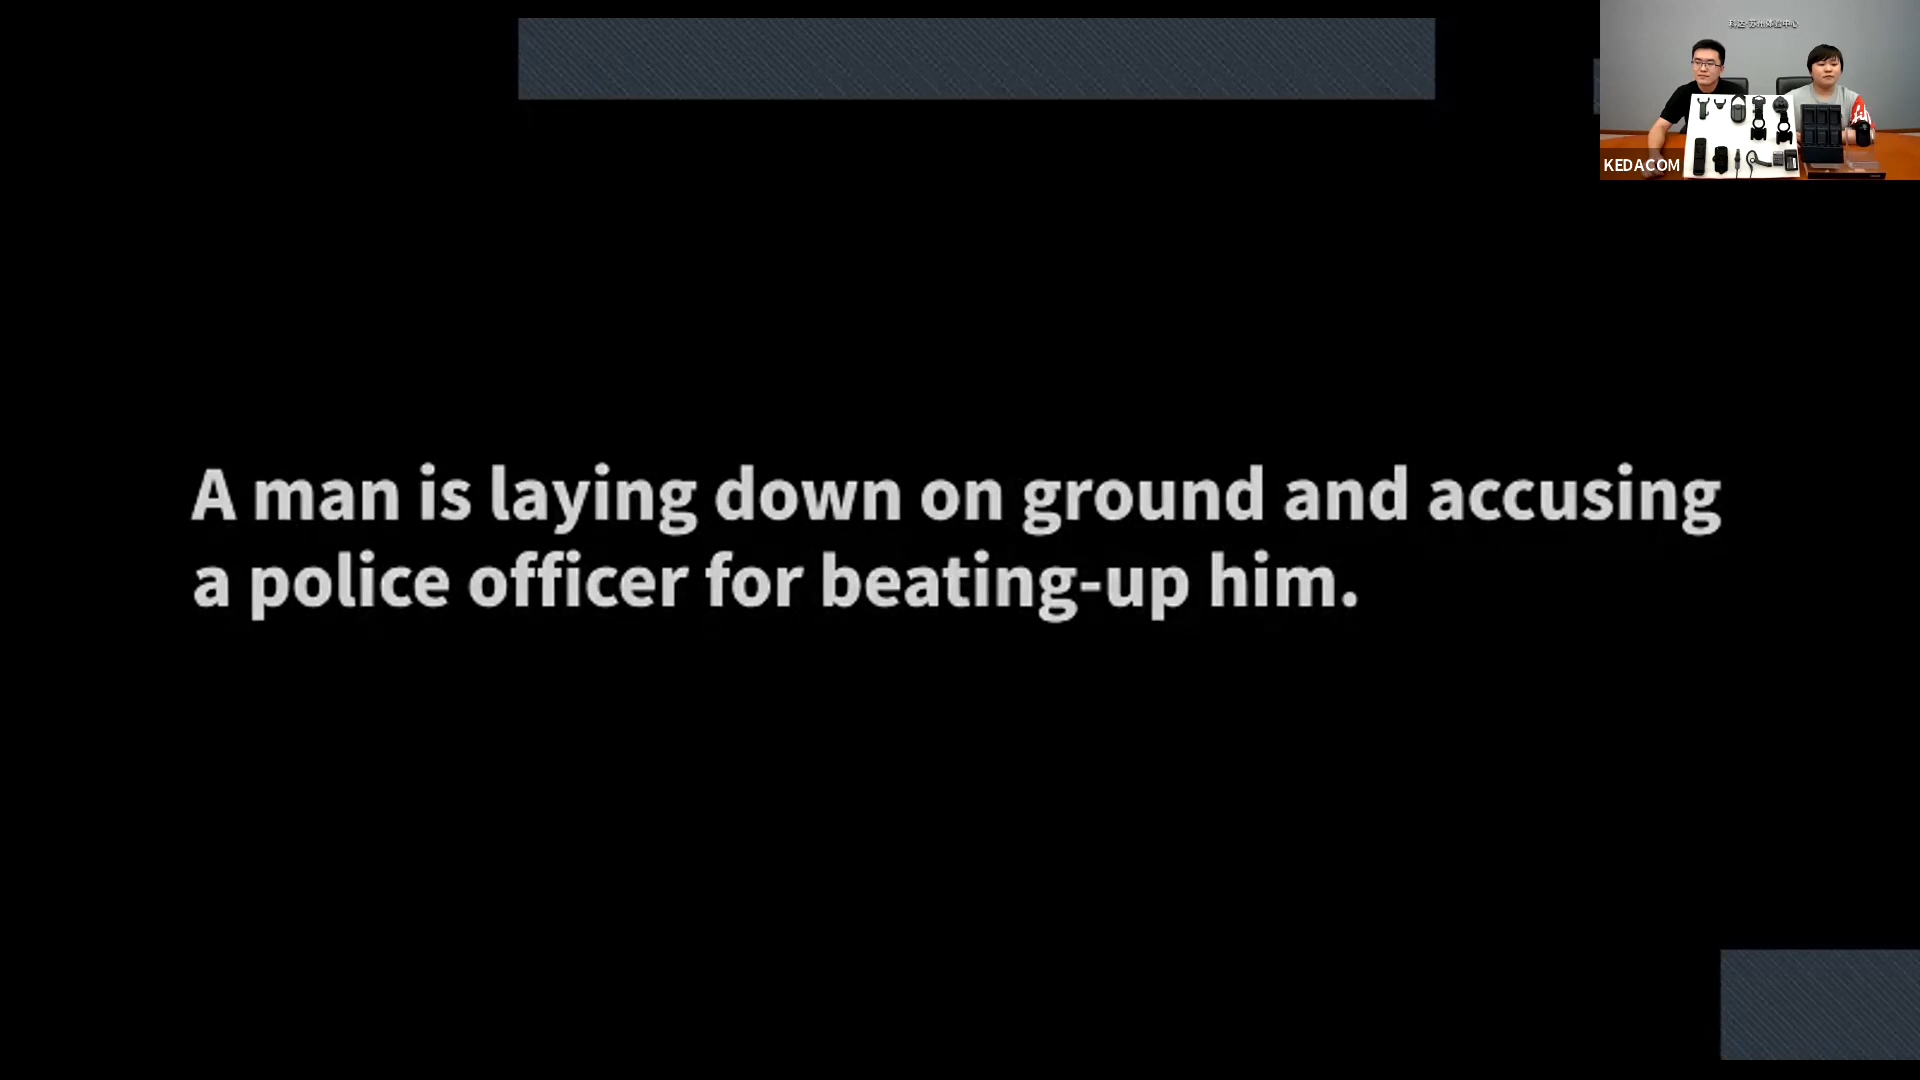 KEDACOM
A man is laying down on ground and accusing
a police officer for beating-up him.